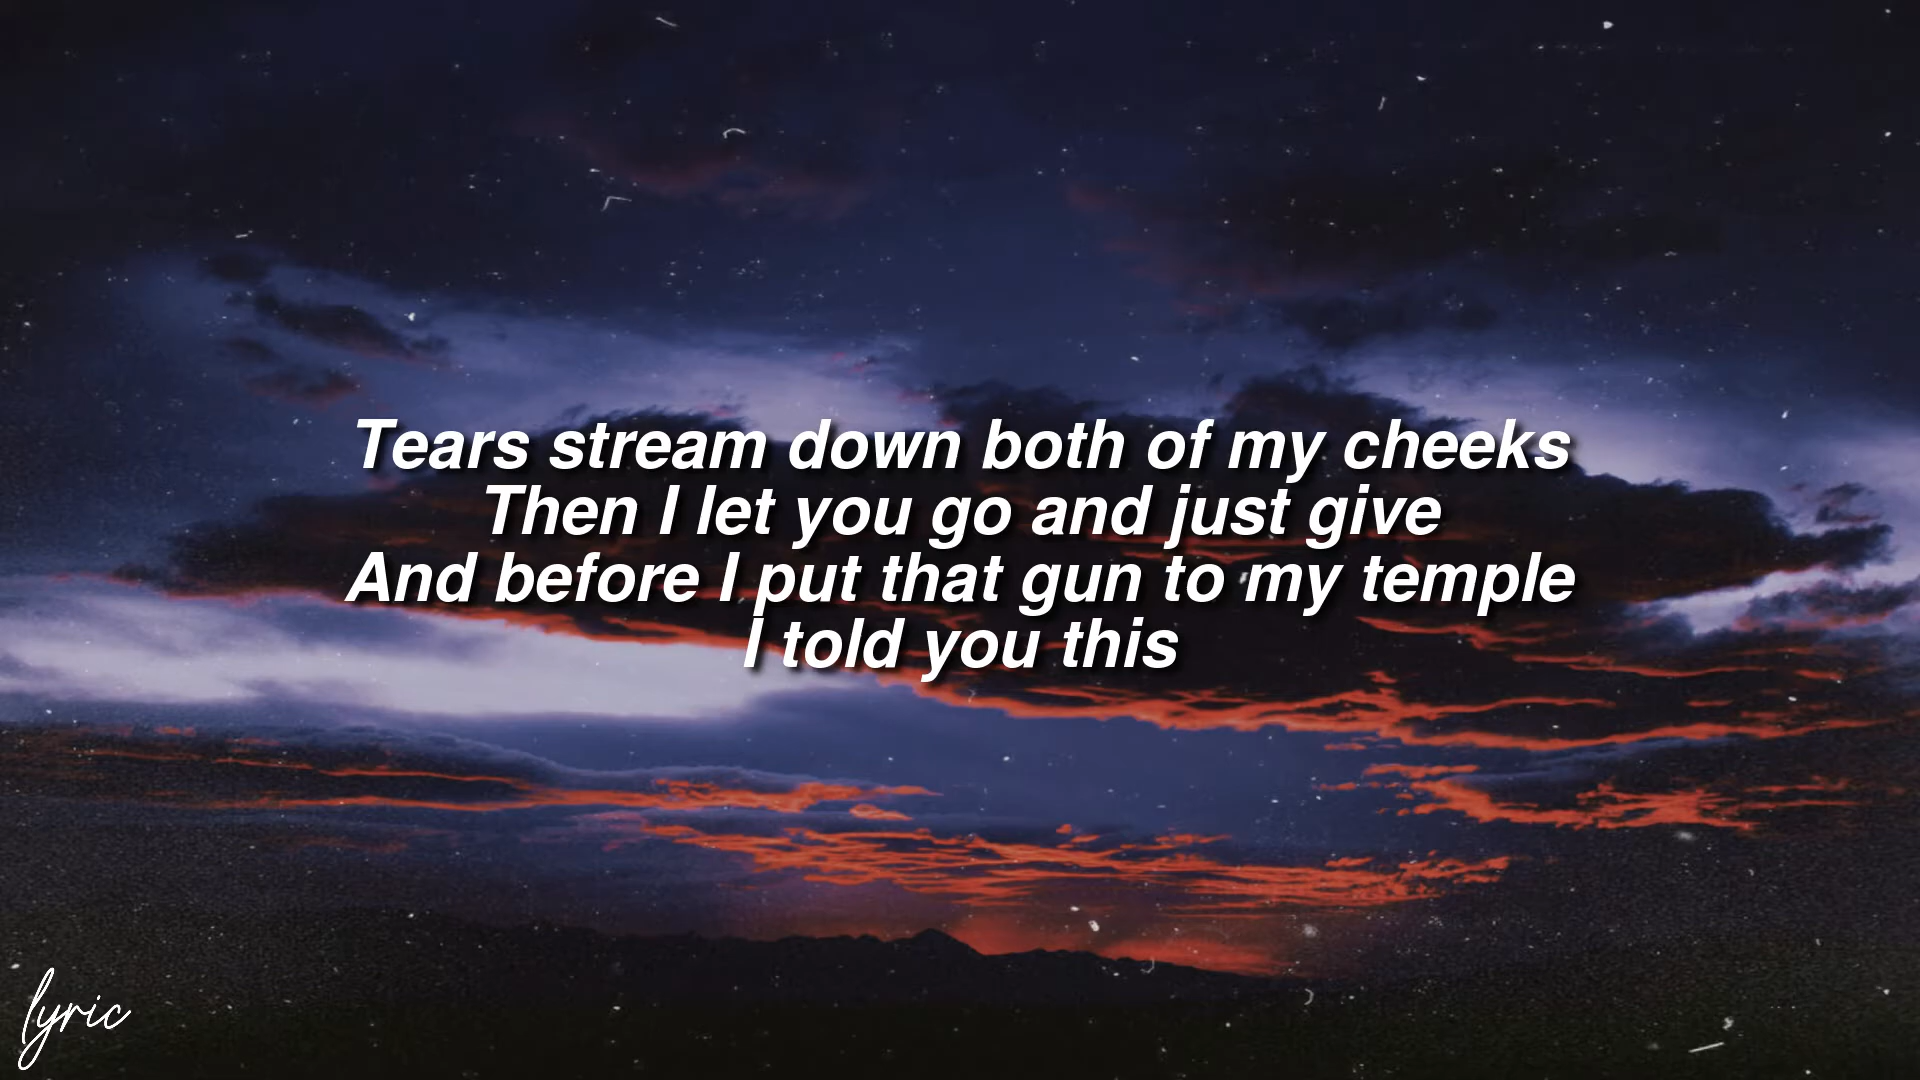 Tears stream down both of my cheeks
Then I let you go and just give
And before I put that gun to my temple
I told you this
lyric